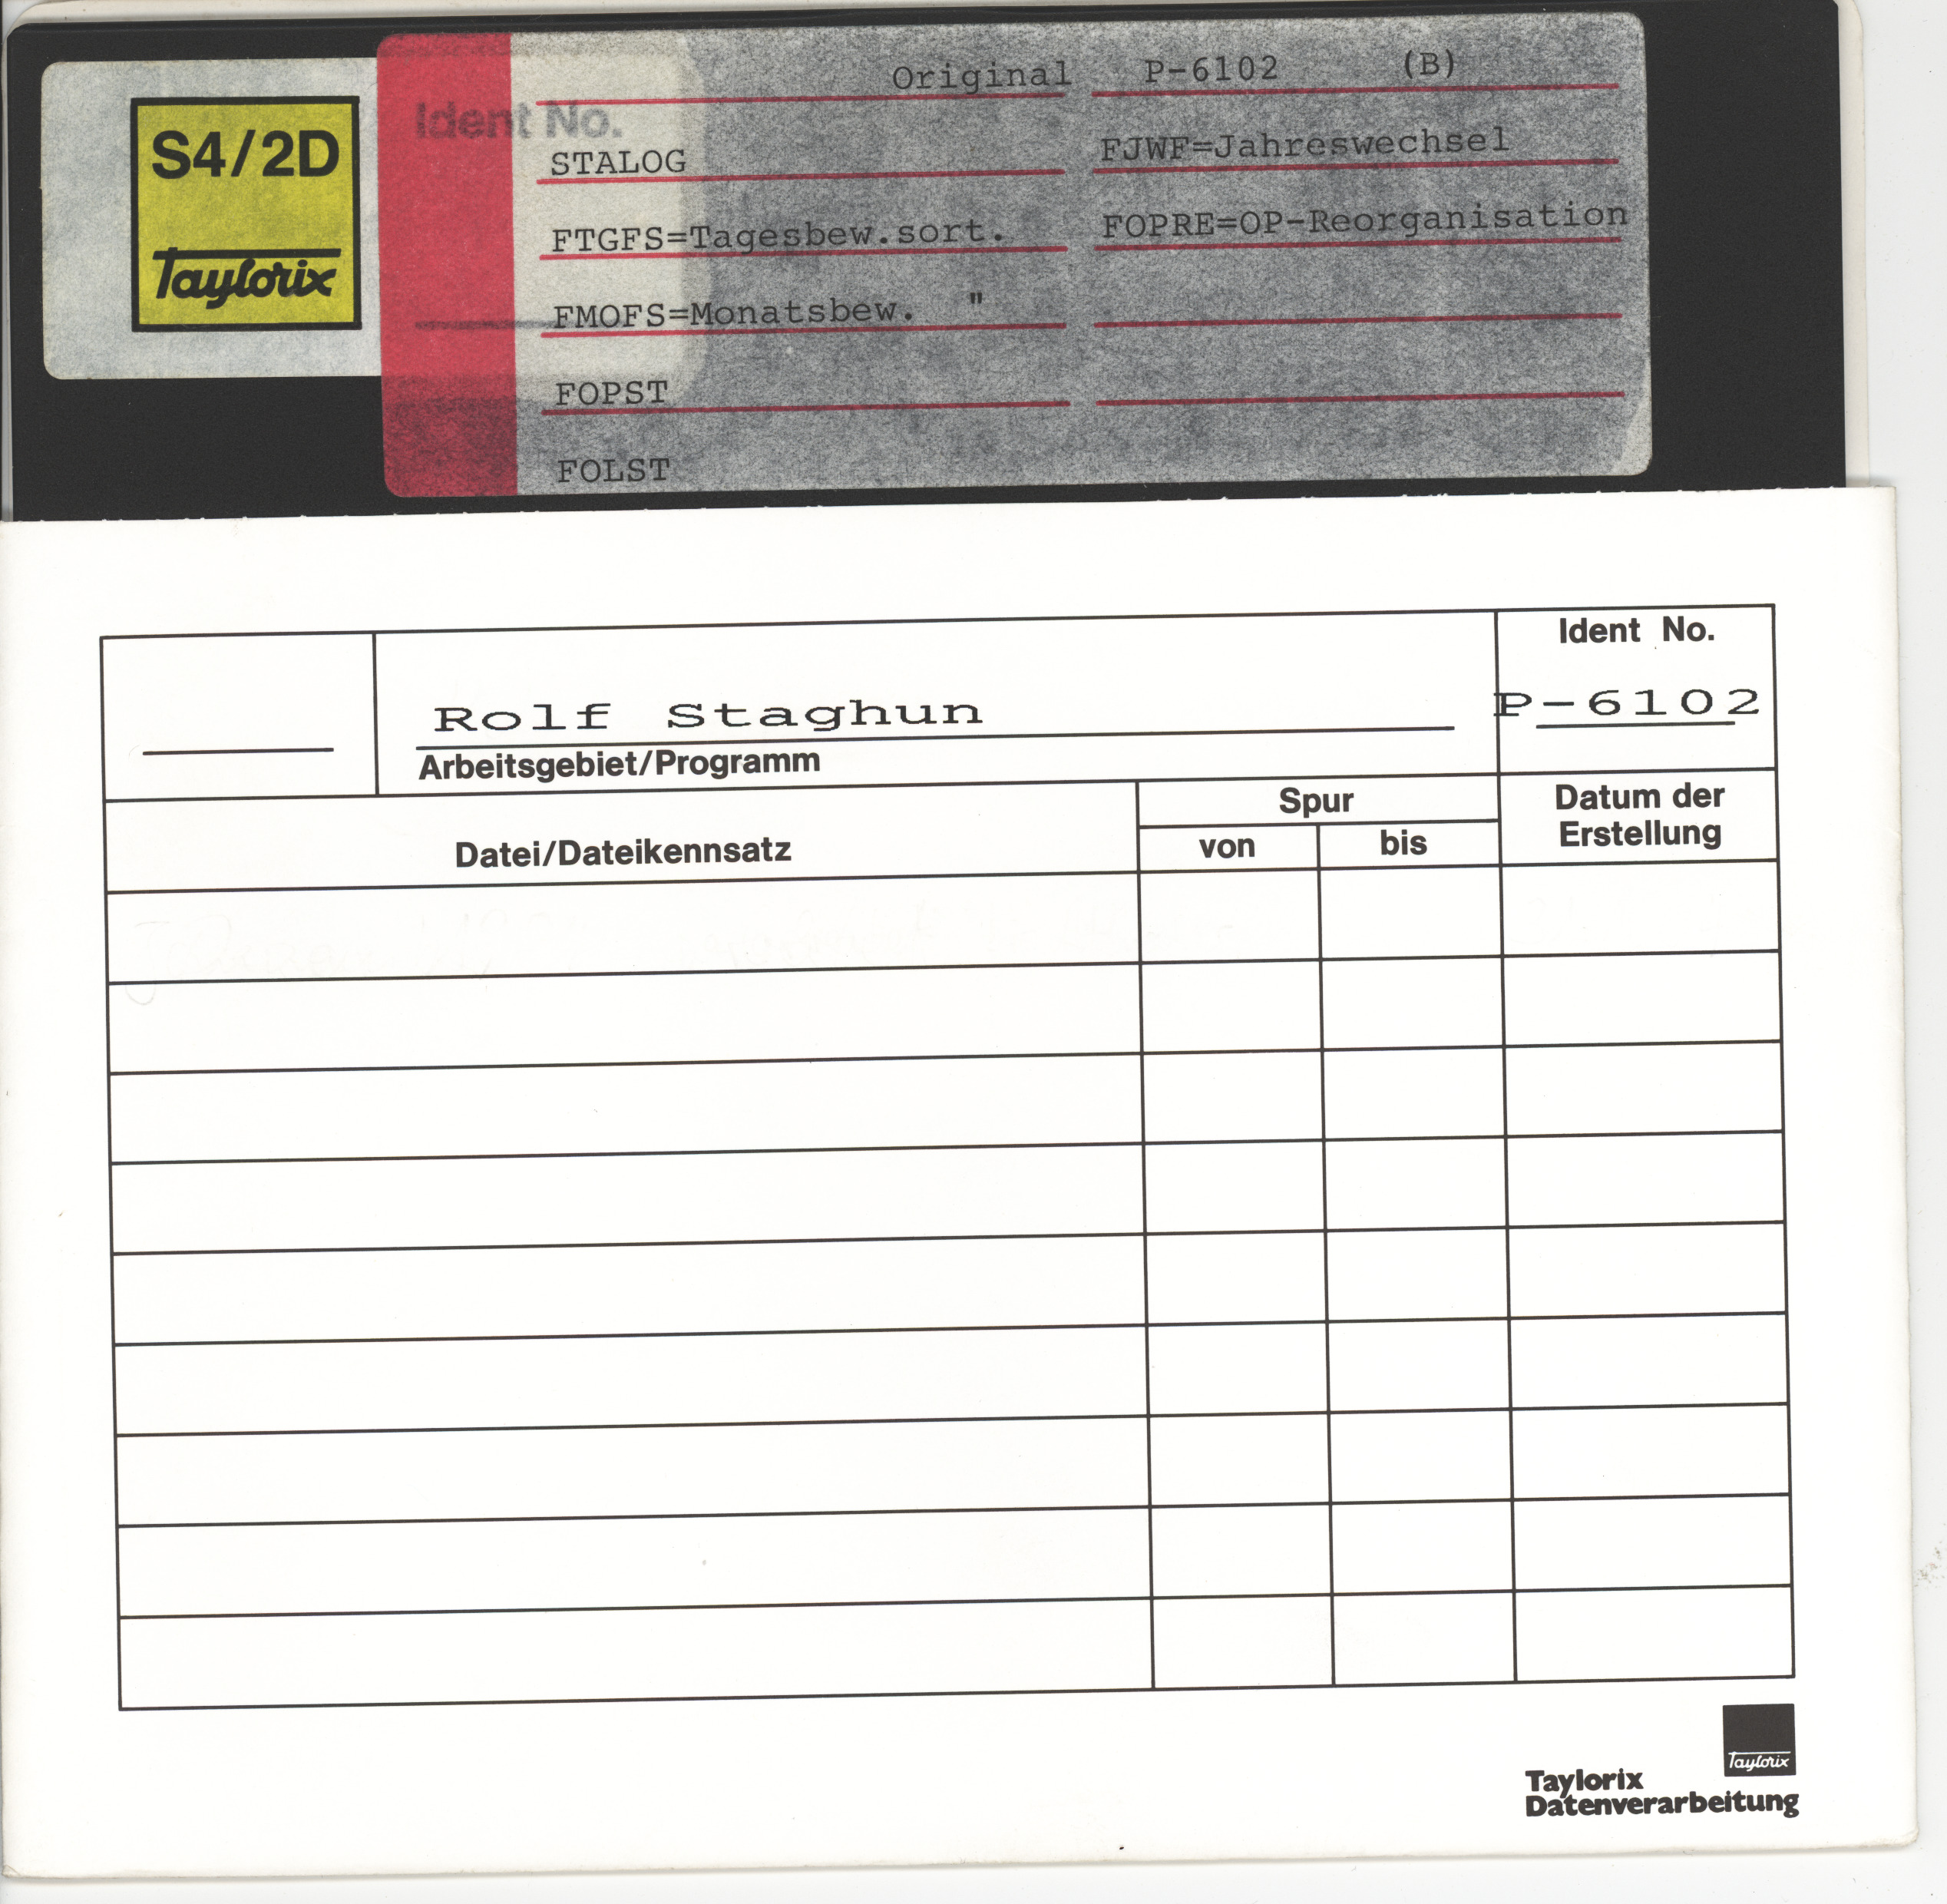 S4/2D
Taylorix
Ident No.
Original P-6102 (B)
STALOG FJWF=Jahreswechsel
FTGFS=Tagesbew.sort. FOPRE=OP-Reorganisation
FMOFS=Monatsbew. "
FOPST
FOLST
Ident No.
Rolf Staghun P-6102
Arbeitsgebiet/Programm
Datei/Dateikennsatz Spur Datum der Erstellung
von bis
Taylorix
Taylorix
Datenverarbeitung